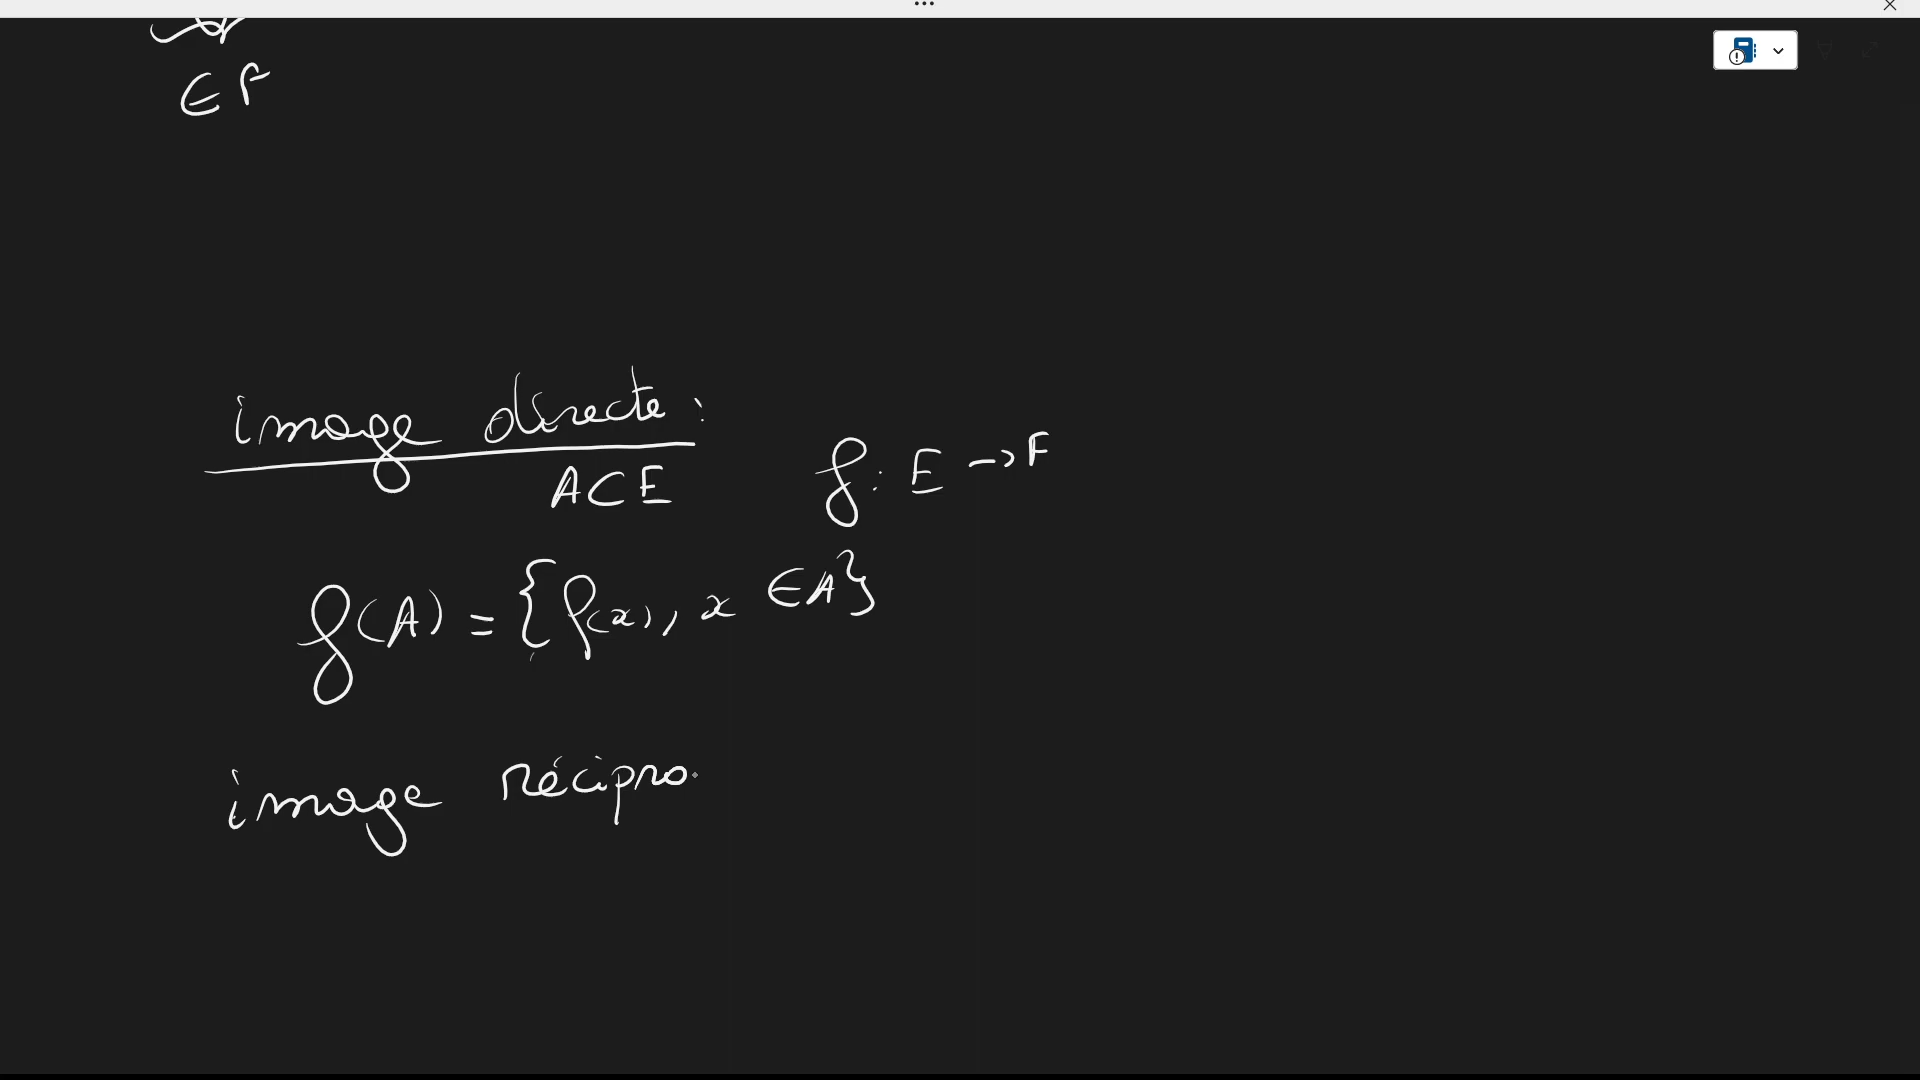 ∈ F
image directe :
A ⊂ E f : E → F
f(A) = {f(x), x ∈ A}
image récipro